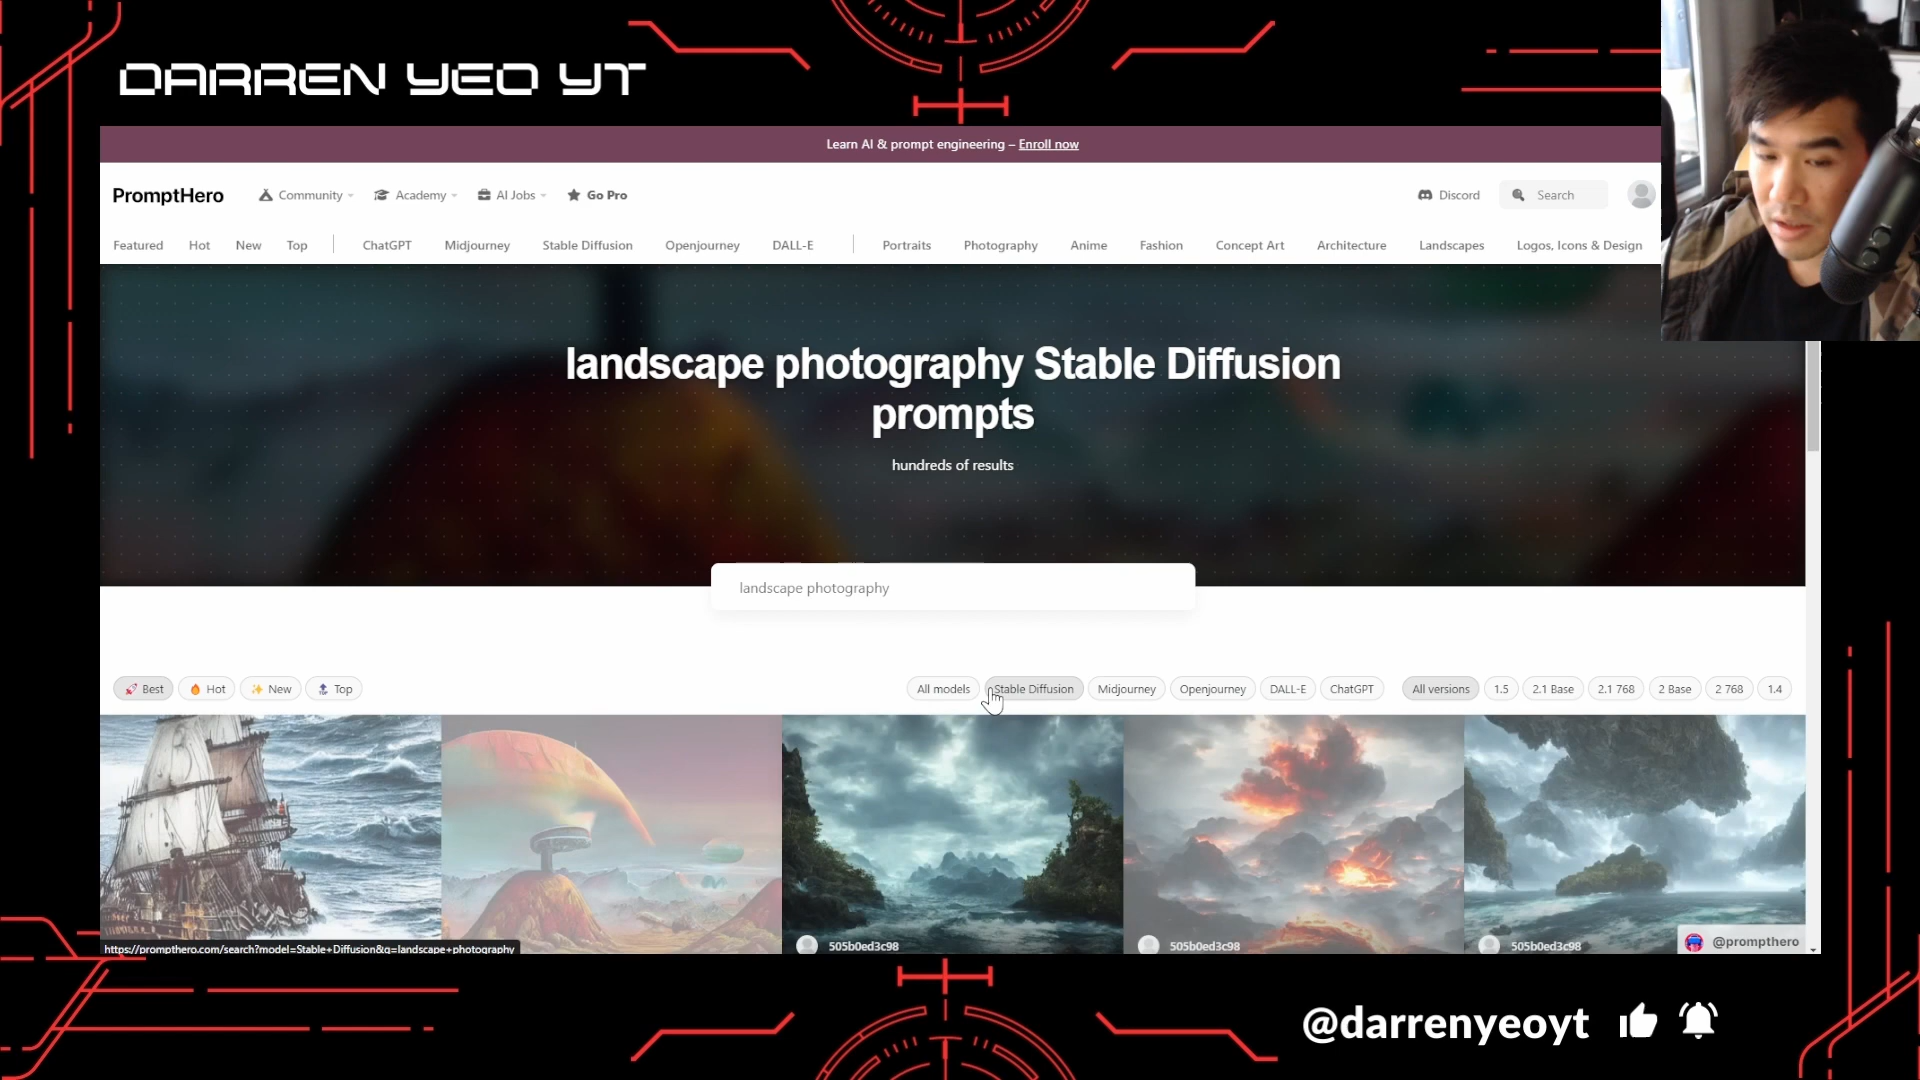 DARREN YEO YT
Learn AI & prompt engineering – Enroll now
PromptHero
Community
Academy
AI Jobs
Go Pro
Discord
Search
Featured
Hot
New
Top
ChatGPT
Midjourney
Stable Diffusion
Openjourney
DALL-E
Portraits
Photography
Anime
Fashion
Concept Art
Architecture
Landscapes
Logos, Icons & Design
landscape photography Stable Diffusion
prompts
hundreds of results
landscape photography
Best
Hot
New
Top
All models
Stable Diffusion
Midjourney
Openjourney
DALL-E
ChatGPT
All versions
1.5
2.1 Base
2.1 768
2 Base
2 768
1.4
505b0ed3c98
505b0ed3c98
505b0ed3c98
@prompthero
https://prompthero.com/search?model=Stable+Diffusion&q=landscape+photography
@darrenyeoyt